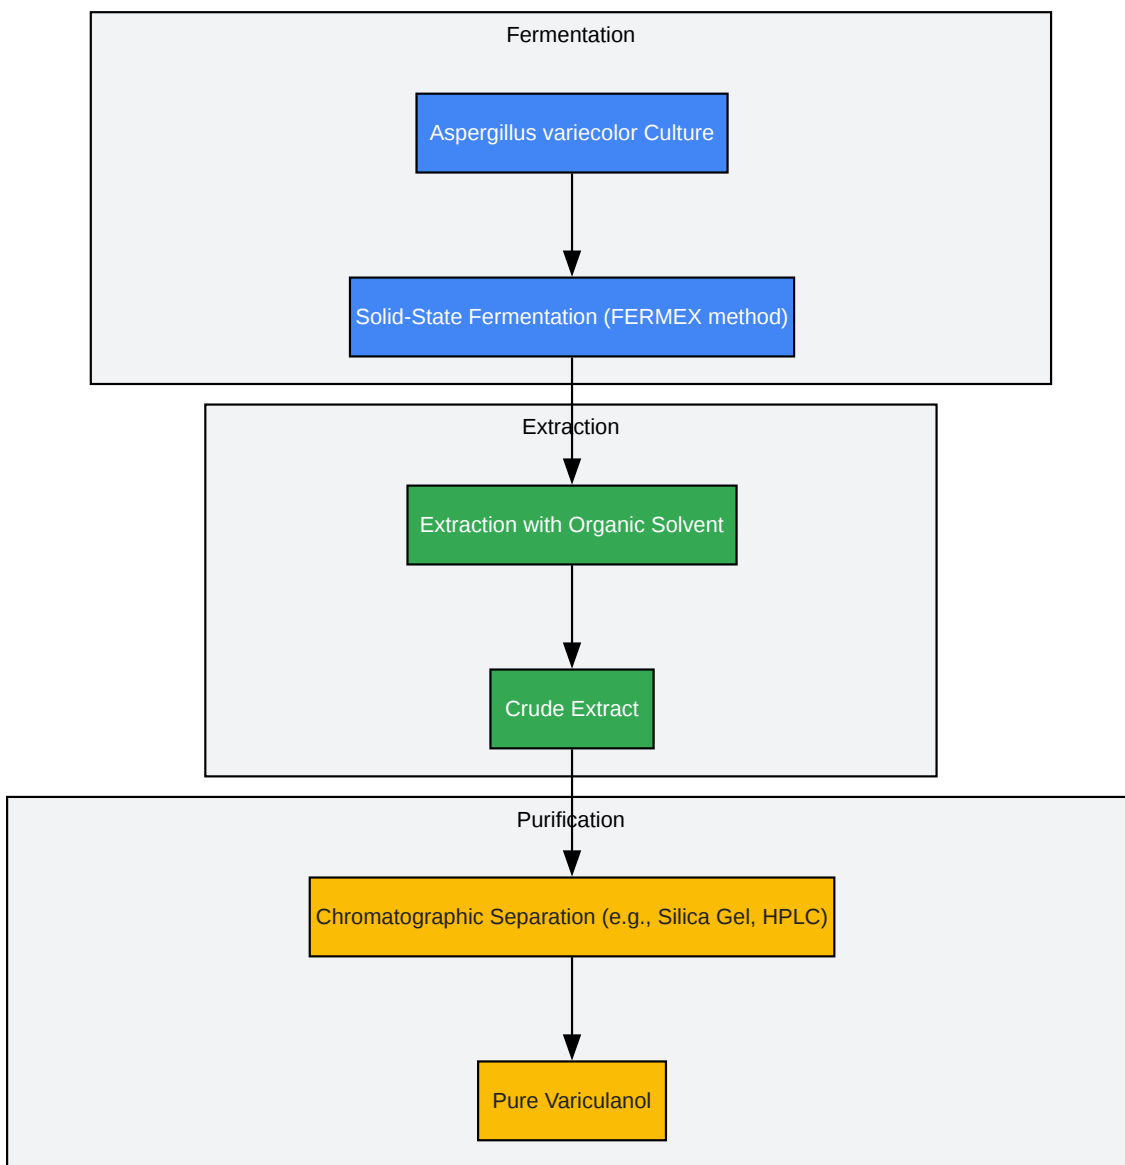 Fermentation
Aspergillus variecolor Culture
Solid-State Fermentation (FERMEX method)
Extraction
Extraction with Organic Solvent
Crude Extract
Purification
Chromatographic Separation (e.g., Silica Gel, HPLC)
Pure Variculanol